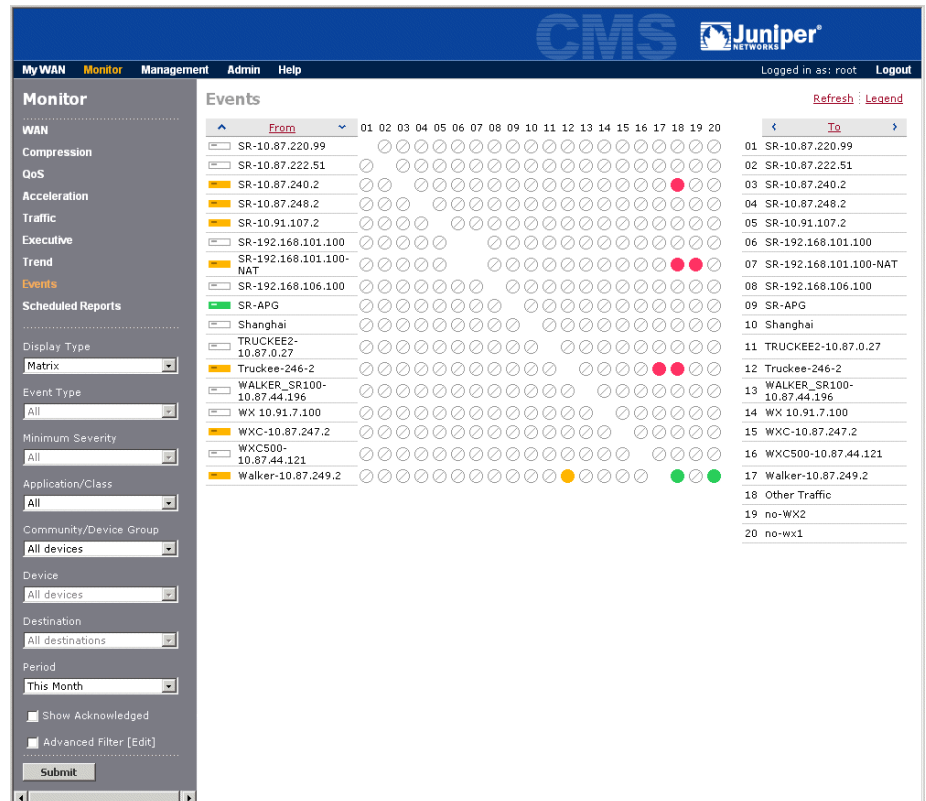 CMS
Juniper®
NETWORKS
My WAN Monitor Management Admin Help Logged in as: root Logout
Monitor
WAN
Compression
QoS
Acceleration
Traffic
Executive
Trend
Events
Scheduled Reports
Display Type
Matrix
Event Type
All
Minimum Severity
All
Application/Class
All
Community/Device Group
All devices
Device
All devices
Destination
All destinations
Period
This Month
Show Acknowledged
Advanced Filter [Edit]
Submit
Events
Refresh Legend
From 01 02 03 04 05 06 07 08 09 10 11 12 13 14 15 16 17 18 19 20
SR-10.87.220.99
SR-10.87.222.51
SR-10.87.240.2
SR-10.87.248.2
SR-10.91.107.2
SR-192.168.101.100
SR-192.168.101.100-
NAT
SR-192.168.106.100
SR-APG
Shanghai
TRUCKEE2-
10.87.0.27
Truckee-246-2
WALKER_SR100-
10.87.44.196
WX 10.91.7.100
WXC-10.87.247.2
WXC500-
10.87.44.121
Walker-10.87.249.2
To
01 SR-10.87.220.99
02 SR-10.87.222.51
03 SR-10.87.240.2
04 SR-10.87.248.2
05 SR-10.91.107.2
06 SR-192.168.101.100
07 SR-192.168.101.100-NAT
08 SR-192.168.106.100
09 SR-APG
10 Shanghai
11 TRUCKEE2-10.87.0.27
12 Truckee-246-2
13 WALKER_SR100-
10.87.44.196
14 WX 10.91.7.100
15 WXC-10.87.247.2
16 WXC500-10.87.44.121
17 Walker-10.87.249.2
18 Other Traffic
19 no-WX2
20 no-wx1